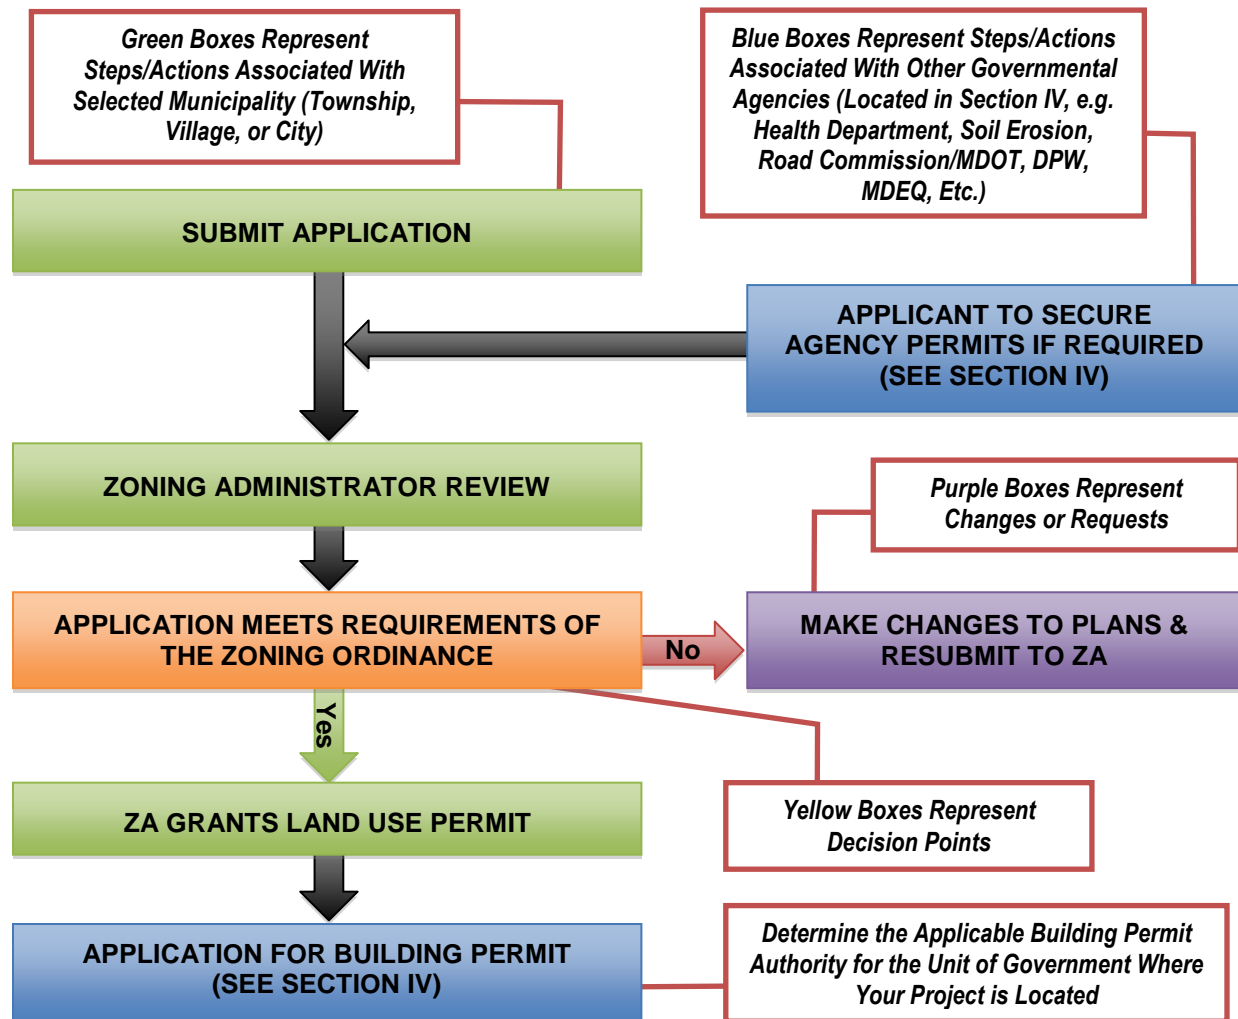 Green Boxes Represent
Steps/Actions Associated With
Selected Municipality (Township,
Village, or City)
Blue Boxes Represent Steps/Actions
Associated With Other Governmental
Agencies (Located in Section IV, e.g.
Health Department, Soil Erosion,
Road Commission/MDOT, DPW,
MDEQ, Etc.)
SUBMIT APPLICATION
APPLICANT TO SECURE
AGENCY PERMITS IF REQUIRED
(SEE SECTION IV)
ZONING ADMINISTRATOR REVIEW
Purple Boxes Represent
Changes or Requests
APPLICATION MEETS REQUIREMENTS OF
THE ZONING ORDINANCE
No
MAKE CHANGES TO PLANS &
RESUBMIT TO ZA
Yes
ZA GRANTS LAND USE PERMIT
Yellow Boxes Represent
Decision Points
APPLICATION FOR BUILDING PERMIT
(SEE SECTION IV)
Determine the Applicable Building Permit
Authority for the Unit of Government Where
Your Project is Located